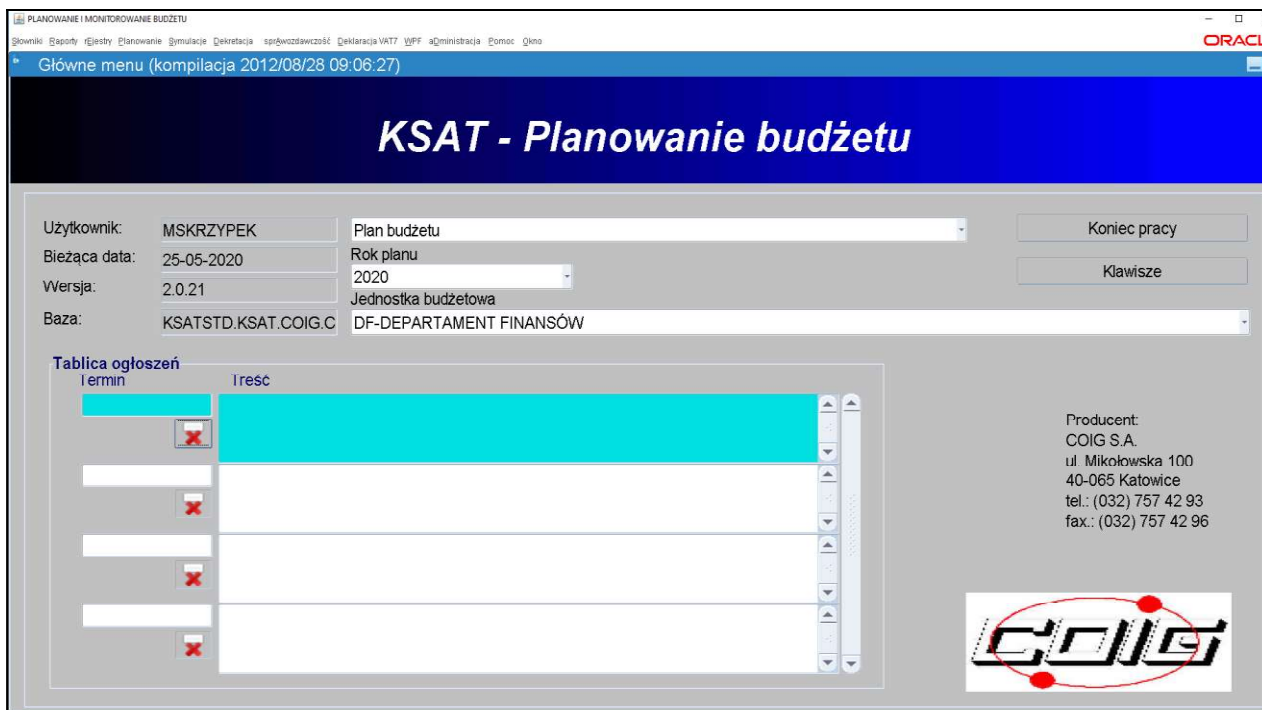 PLANOWANIE I MONITOROWANIE BUDŻETU
Słowniki Raporty rEjestry Planowanie Symulacje Dekretacja sprAwozdawczość Deklaracja VAT7 WPF aDministracja Pomoc Okno
ORACL
Główne menu (kompilacja 2012/08/28 09:06:27)
KSAT - Planowanie budżetu
Użytkownik: MSKRZYPEK Plan budżetu Koniec pracy
Bieżąca data: 25-05-2020 Rok planu
2020 Klawisze
Wersja: 2.0.21 Jednostka budżetowa
Baza: KSATSTD.KSAT.COIG.C DF-DEPARTAMENT FINANSÓW
Tablica ogłoszeń
Termin Treść
Producent:
COIG S.A.
ul. Mikołowska 100
40-065 Katowice
tel.: (032) 757 42 93
fax.: (032) 757 42 96
COIG